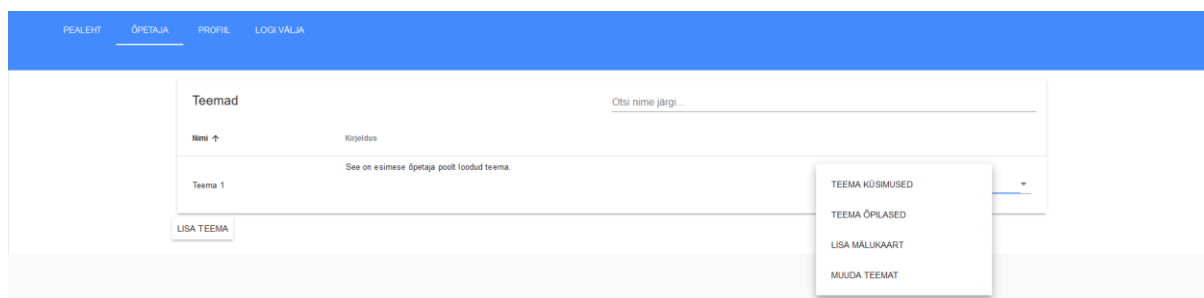 PEALEHT ÕPETAJA PROFIIL LOGI VÄLJA
Teemad Otsi nime järgi...
Nimi Kirjeldus
See on esimese õpetaja poolt loodud teema.
Teema 1
TEEMA KÜSIMUSED
TEEMA ÕPILASED
LISA MÄLUKAART
MUUDA TEEMAT
LISA TEEMA